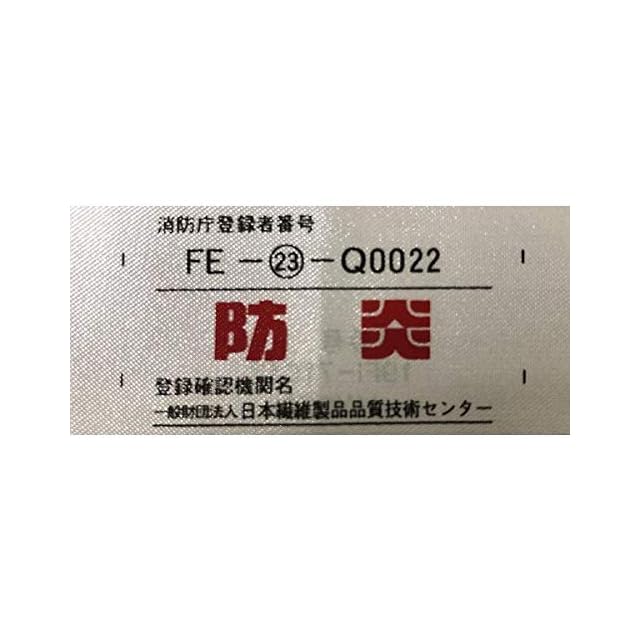 消防庁登録者番号
FE－㉓－Q0022
防炎
登録確認機関名
一般財団法人日本繊維製品品質技術センター